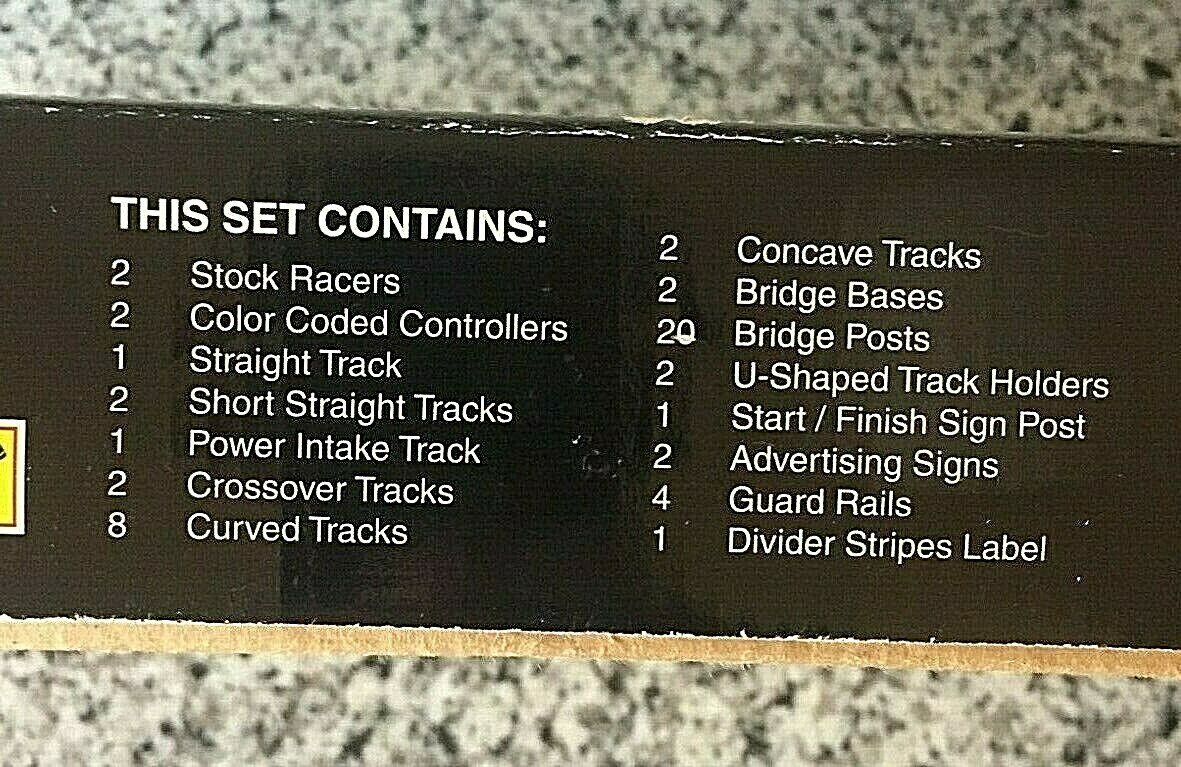 THIS SET CONTAINS:
2 Stock Racers
2 Color Coded Controllers
1 Straight Track
2 Short Straight Tracks
1 Power Intake Track
2 Crossover Tracks
8 Curved Tracks
2 Concave Tracks
2 Bridge Bases
20 Bridge Posts
2 U-Shaped Track Holders
1 Start / Finish Sign Post
2 Advertising Signs
4 Guard Rails
1 Divider Stripes Label